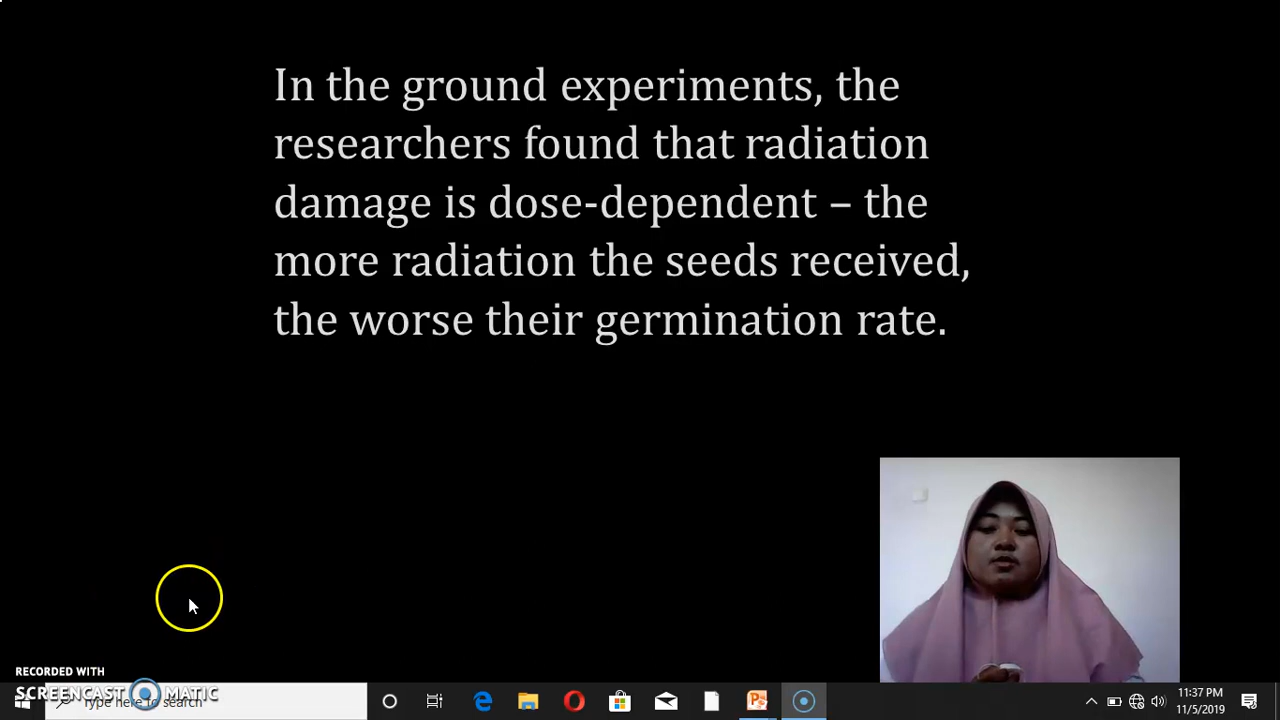 In the ground experiments, the
researchers found that radiation
damage is dose-dependent – the
more radiation the seeds received,
the worse their germination rate.
RECORDED WITH
SCREENCAST MATIC
Type here to search
11:37 PM
11/5/2019